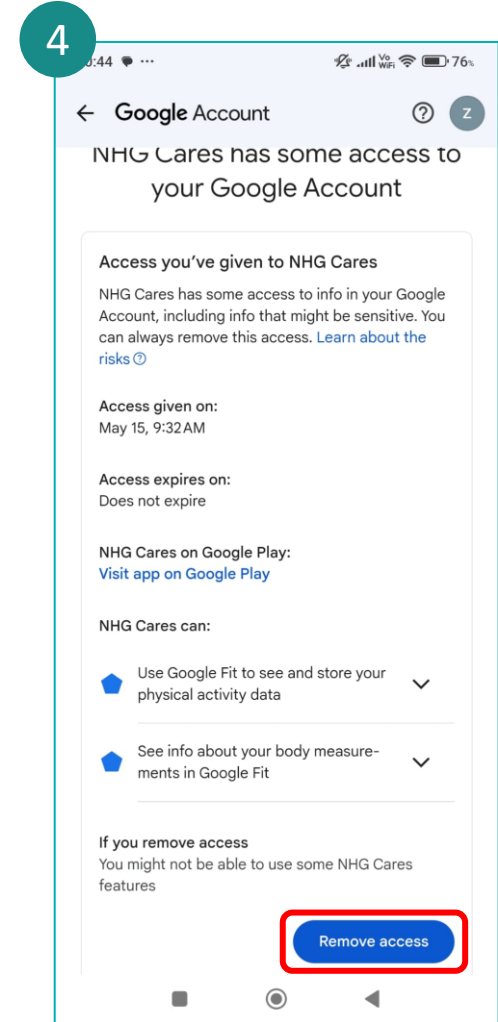 4
:44 ... Vo WiFi 76%
Google Account Z
NHG Cares has some access to
your Google Account
Access you've given to NHG Cares
NHG Cares has some access to info in your Google
Account, including info that might be sensitive. You
can always remove this access. Learn about the
risks
Access given on:
May 15, 9:32 AM
Access expires on:
Does not expire
NHG Cares on Google Play:
Visit app on Google Play
NHG Cares can:
Use Google Fit to see and store your
physical activity data
See info about your body measure-
ments in Google Fit
If you remove access
You might not be able to use some NHG Cares
features
Remove access